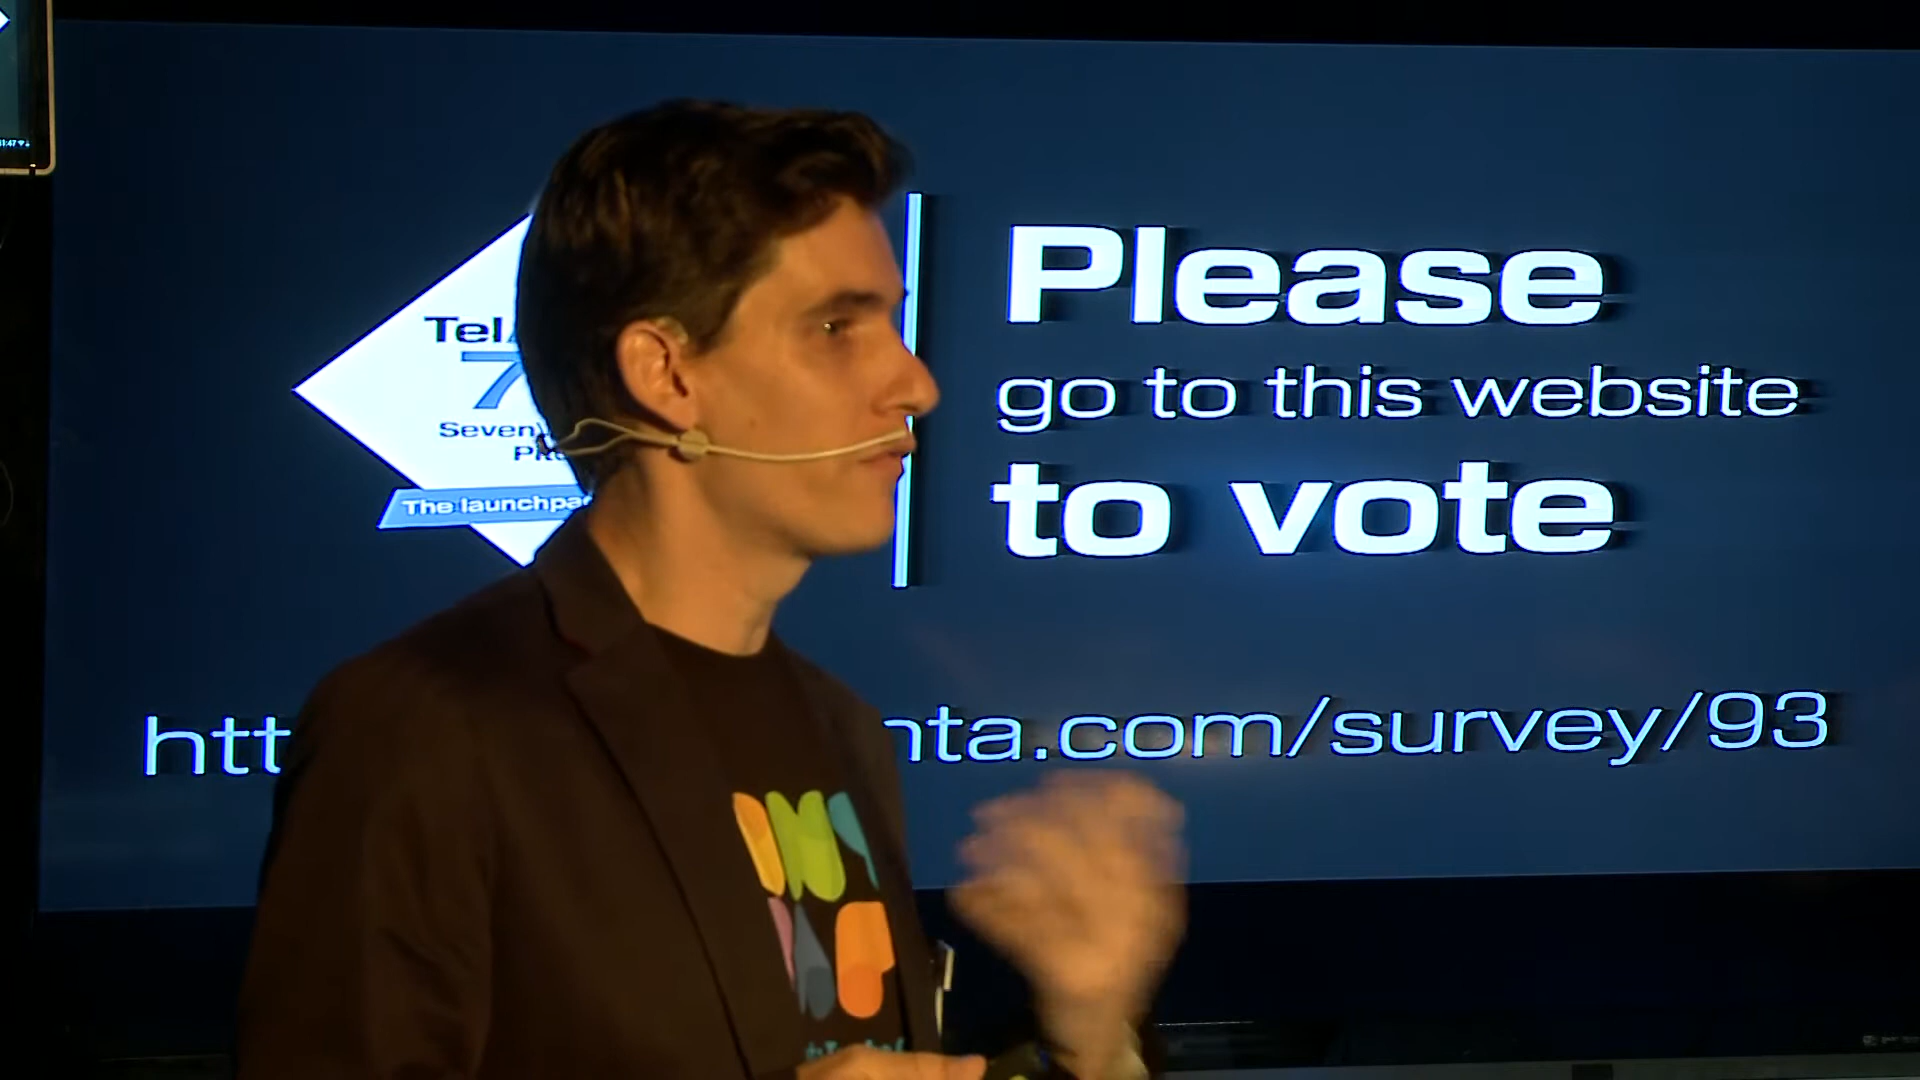 Please
go to this website
to vote
Tel
7
Seven
The launchpa
htt nta.com/survey/93